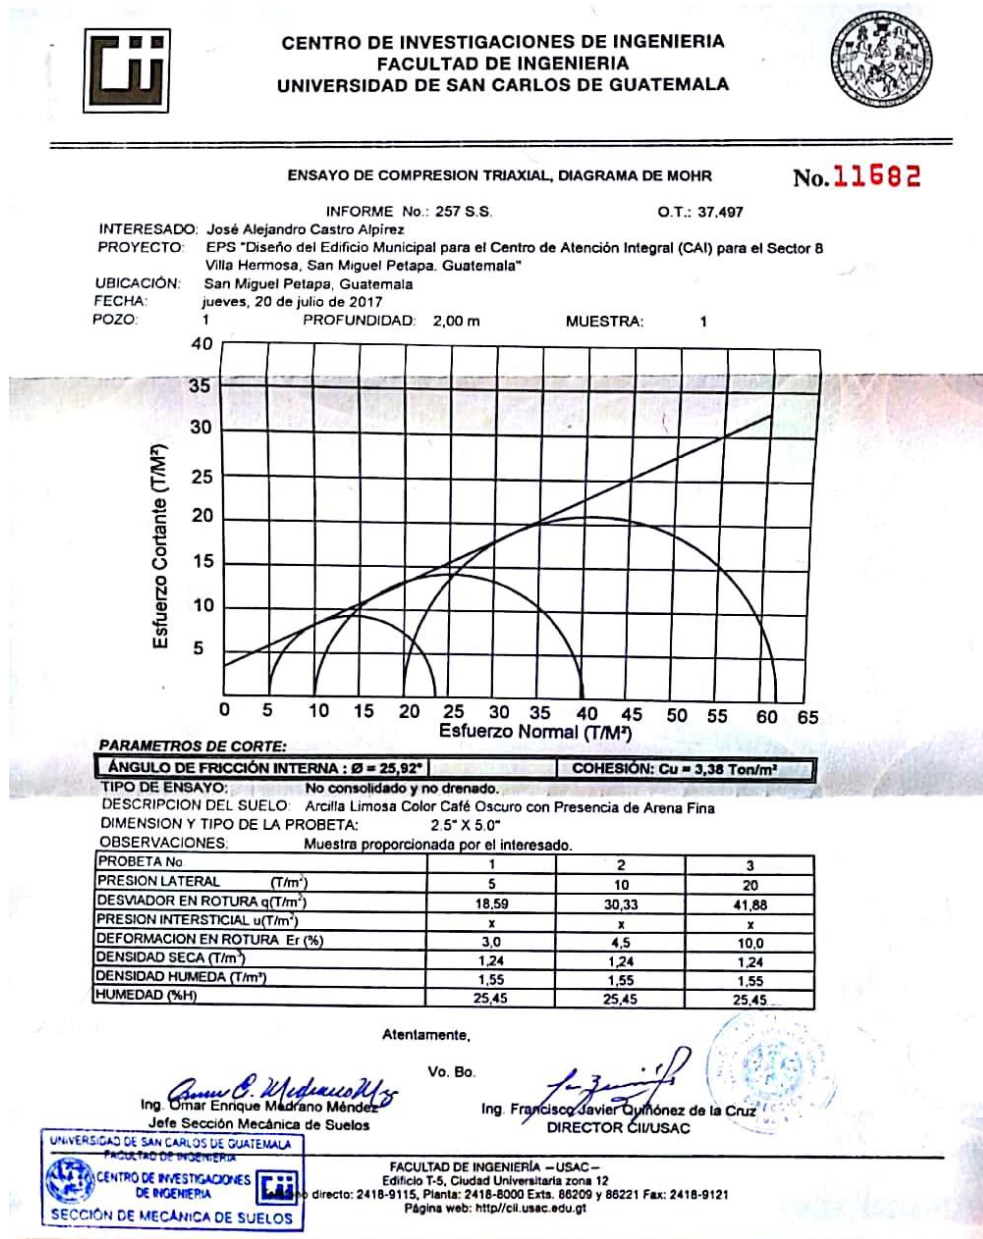 CENTRO DE INVESTIGACIONES DE INGENIERIA
FACULTAD DE INGENIERIA
UNIVERSIDAD DE SAN CARLOS DE GUATEMALA
ENSAYO DE COMPRESION TRIAXIAL, DIAGRAMA DE MOHR
No. 11682
INFORME No.: 257 S.S. O.T.: 37,497
INTERESADO: José Alejandro Castro Alpírez
PROYECTO: EPS "Diseño del Edificio Municipal para el Centro de Atención Integral (CAI) para el Sector 8
Villa Hermosa, San Miguel Petapa. Guatemala"
UBICACIÓN: San Miguel Petapa, Guatemala
FECHA: jueves, 20 de julio de 2017
POZO: 1 PROFUNDIDAD: 2,00 m MUESTRA: 1
40
35
30
25
20
15
10
5
Esfuerzo Cortante (T/M²)
0 5 10 15 20 25 30 35 40 45 50 55 60 65
Esfuerzo Normal (T/M²)
PARAMETROS DE CORTE:
ÁNGULO DE FRICCIÓN INTERNA : Ø = 25,92° COHESIÓN: Cu = 3,38 Ton/m²
TIPO DE ENSAYO: No consolidado y no drenado.
DESCRIPCION DEL SUELO: Arcilla Limosa Color Café Oscuro con Presencia de Arena Fina
DIMENSION Y TIPO DE LA PROBETA: 2.5" X 5.0"
OBSERVACIONES: Muestra proporcionada por el interesado.
PROBETA No 1 2 3
PRESION LATERAL (T/m²) 5 10 20
DESVIADOR EN ROTURA q(T/m²) 18,59 30,33 41,88
PRESION INTERSTICIAL u(T/m²) x x x
DEFORMACION EN ROTURA Er (%) 3,0 4,5 10,0
DENSIDAD SECA (T/m³) 1,24 1,24 1,24
DENSIDAD HUMEDA (T/m³) 1,55 1,55 1,55
HUMEDAD (%H) 25,45 25,45 25,45
Atentamente,
Vo. Bo.
Ing. Omar Enrique Medrano Méndez
Jefe Sección Mecánica de Suelos
Ing. Francisco Javier Quiñónez de la Cruz
DIRECTOR CII/USAC
UNIVERSIDAD DE SAN CARLOS DE GUATEMALA
FACULTAD DE INGENIERIA
CENTRO DE INVESTIGACIONES
DE INGENIERIA
SECCIÓN DE MECÁNICA DE SUELOS
FACULTAD DE INGENIERÍA —USAC—
Edificio T-5, Ciudad Universitaria zona 12
directo: 2418-9115, Planta: 2418-8000 Exts. 86209 y 86221 Fax: 2418-9121
Página web: http//cii.usac.edu.gt